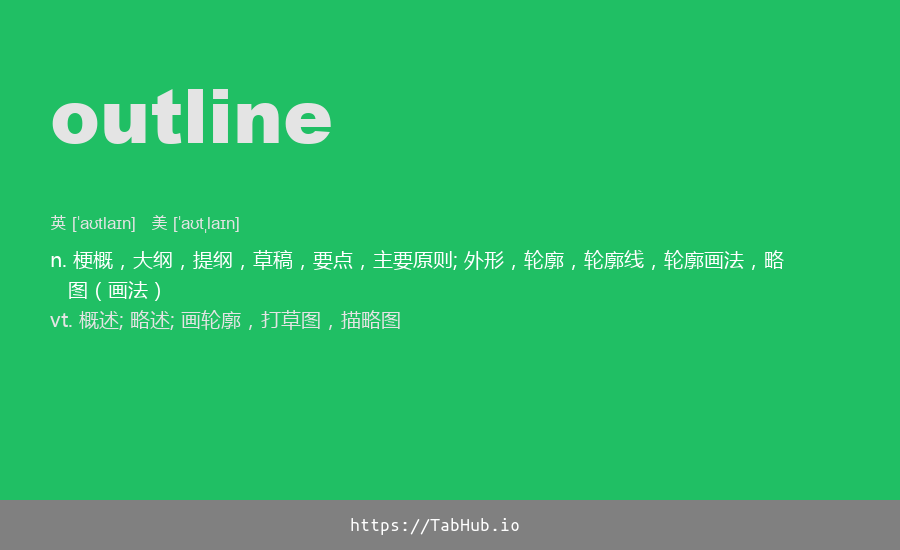 outline
英 [ˈaʊtlaɪn] 美 [ˈaʊtˌlaɪn]
n. 梗概，大纲，提纲，草稿，要点，主要原则; 外形，轮廓，轮廓线，轮廓画法，略
图（画法）
vt. 概述; 略述; 画轮廓，打草图，描略图
https://TabHub.io